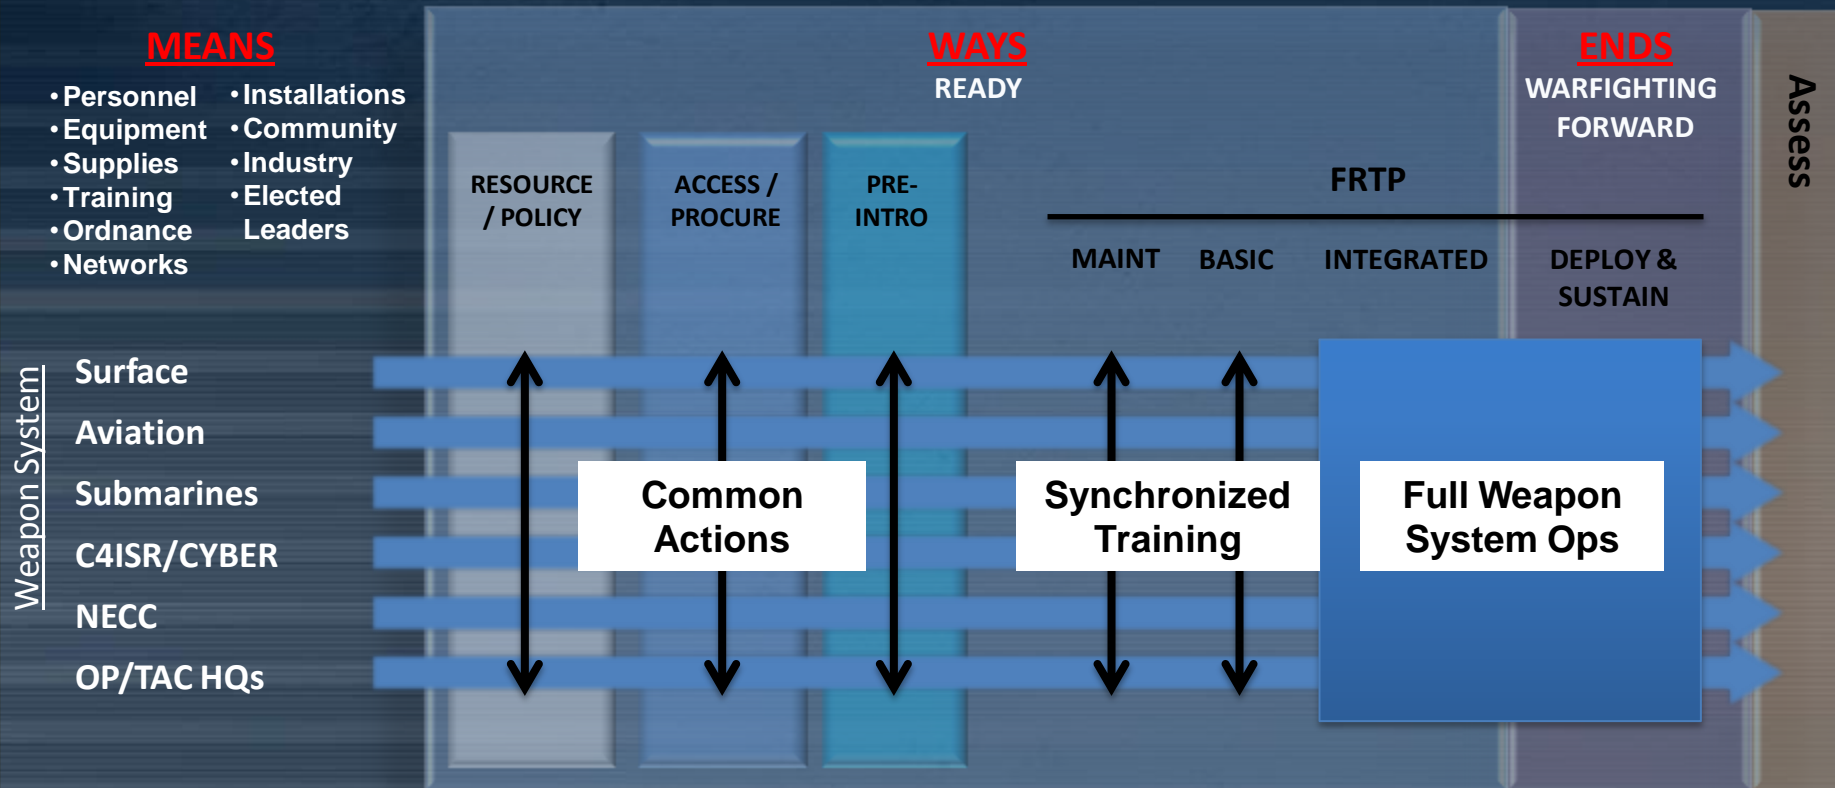 MEANS
• Personnel
• Equipment
• Supplies
• Training
• Ordnance
• Networks
• Installations
• Community
• Industry
• Elected
Leaders
WAYS
READY
RESOURCE
/ POLICY
ACCESS /
PROCURE
PRE-
INTRO
FRTP
MAINT
BASIC
INTEGRATED
ENDS
WARFIGHTING
FORWARD
DEPLOY &
SUSTAIN
Assess
Weapon System
Surface
Aviation
Submarines
C4ISR/CYBER
NECC
OP/TAC HQs
Common
Actions
Synchronized
Training
Full Weapon
System Ops